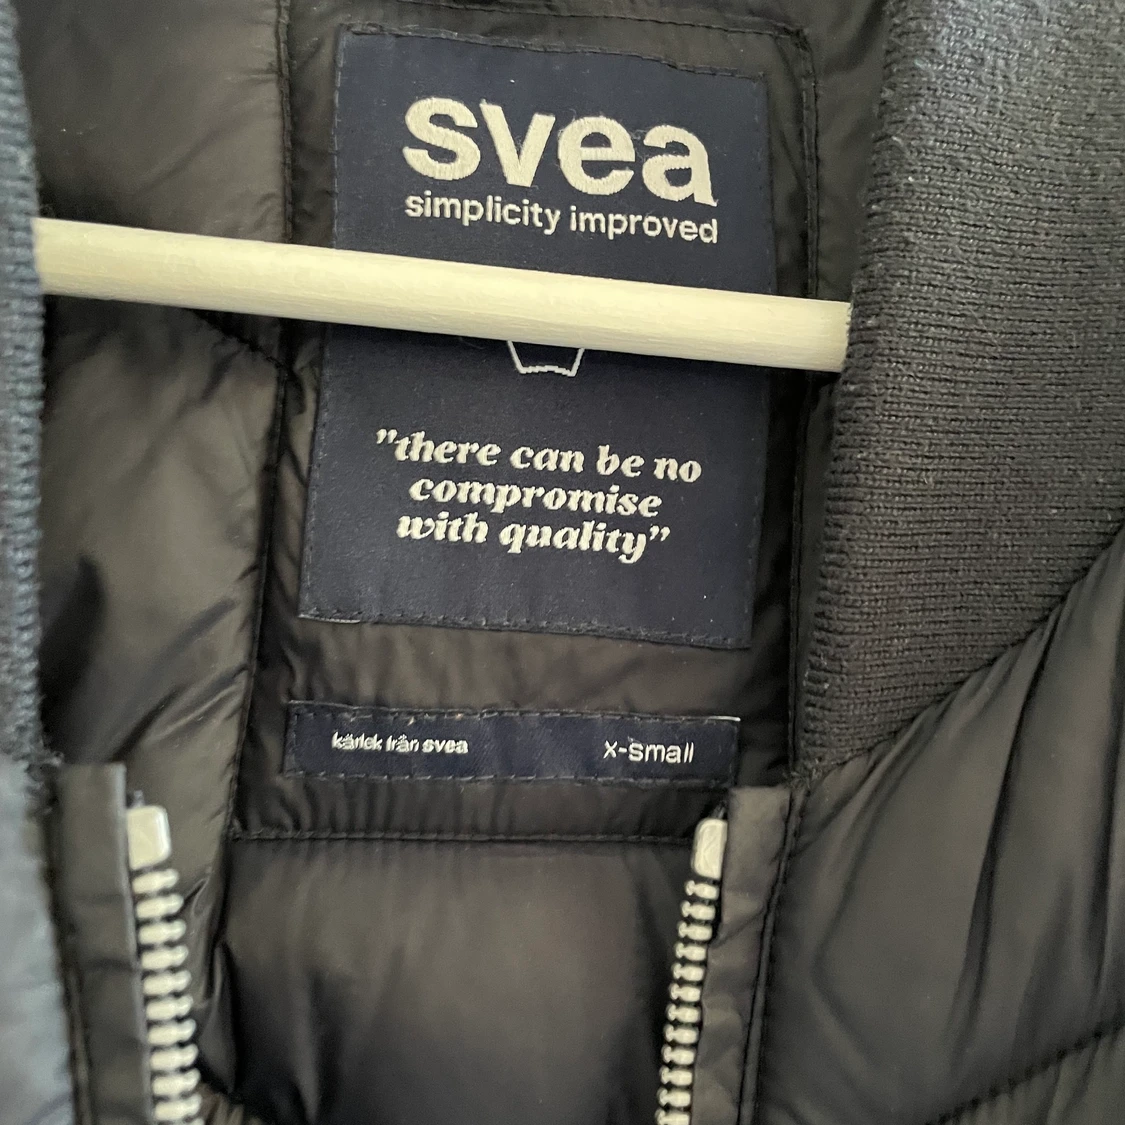 svea
simplicity improved
"there can be no
compromise
with quality"
kärlek från svea
x-small